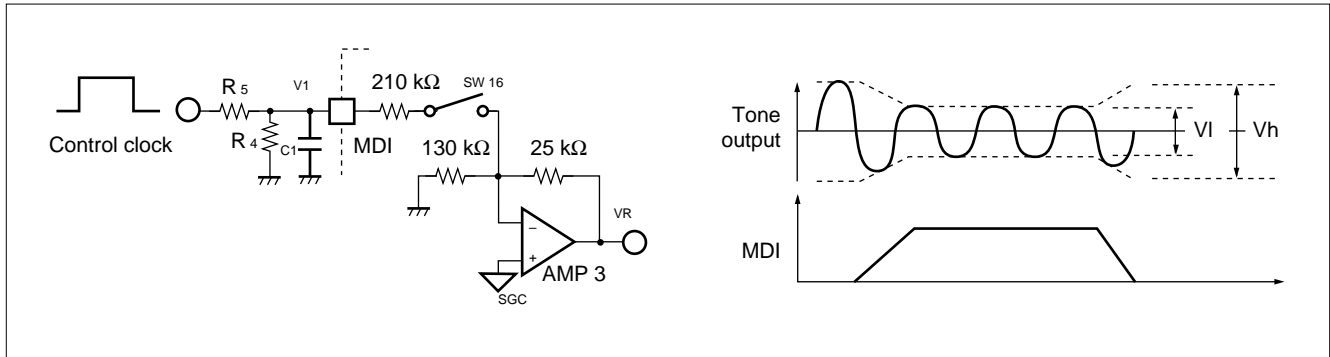 Control clock
R 5
R 4
C1
V1
MDI
210 kΩ
SW 16
130 kΩ
25 kΩ
VR
−
+
AMP 3
SGC
Tone
output
Vl
Vh
MDI